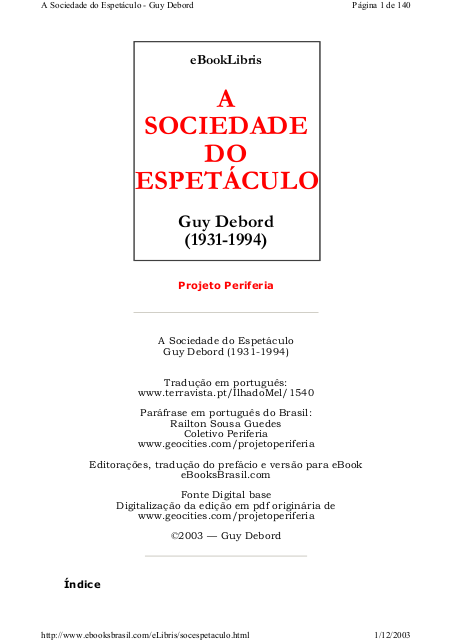 A Sociedade do Espetáculo - Guy Debord Página 1 de 140
eBookLibris
A
SOCIEDADE
DO
ESPETÁCULO
Guy Debord
(1931-1994)
Projeto Periferia
A Sociedade do Espetáculo
Guy Debord (1931-1994)
Tradução em português:
www.terravista.pt/IlhadoMel/1540
Paráfrase em português do Brasil:
Railton Sousa Guedes
Coletivo Periferia
www.geocities.com/projetoperiferia
Editorações, tradução do prefácio e versão para eBook
eBooksBrasil.com
Fonte Digital base
Digitalização da edição em pdf originária de
www.geocities.com/projetoperiferia
©2003 — Guy Debord
Índice
http://www.ebooksbrasil.com/eLibris/socespetaculo.html 1/12/2003